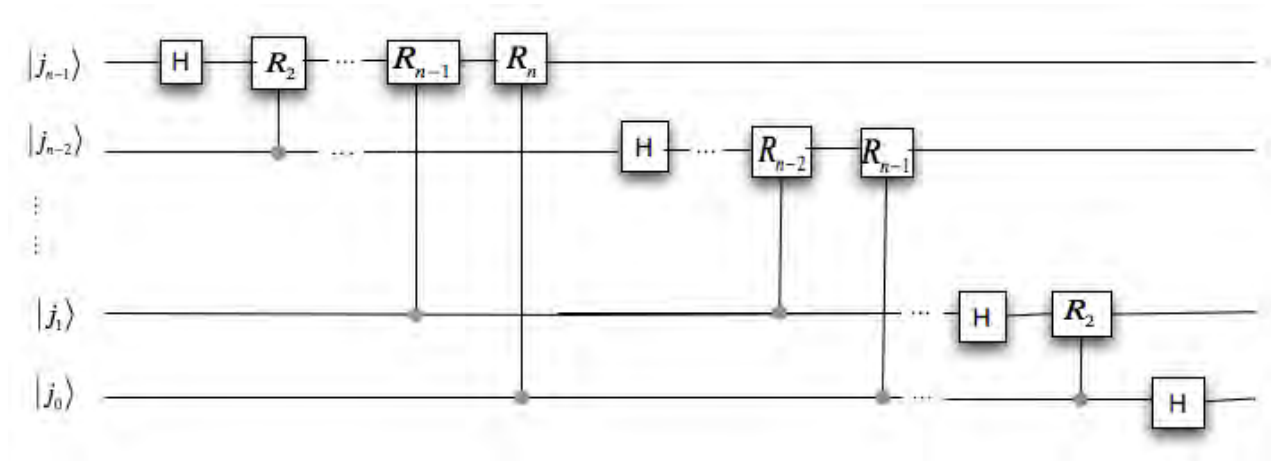 |j_{n-1}⟩ H R_2 ... R_{n-1} R_n
|j_{n-2}⟩ ... H ... R_{n-2} R_{n-1}
⋮
⋮
|j_1⟩ ... H R_2
|j_0⟩ ... H